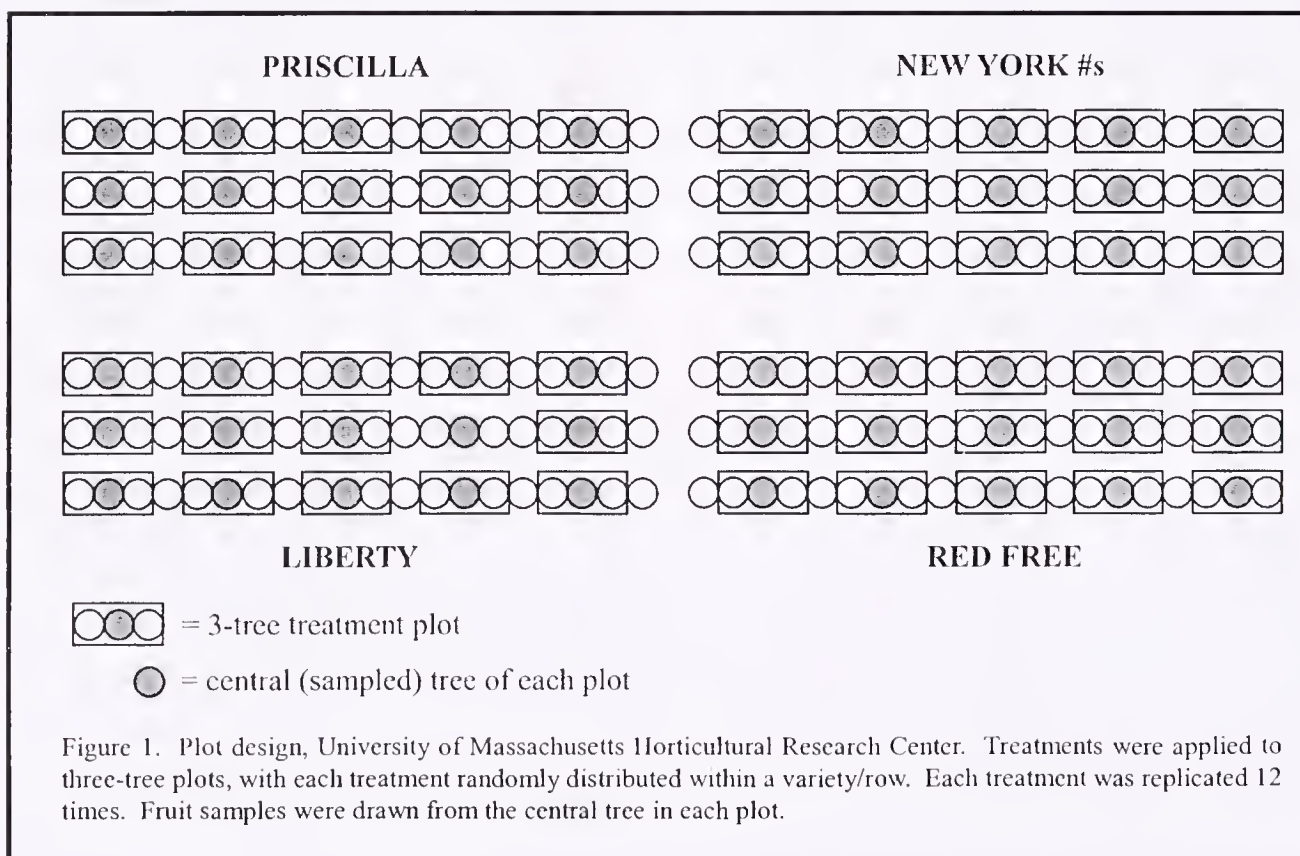 PRISCILLA
NEW YORK #s
LIBERTY
RED FREE
= 3-tree treatment plot
= central (sampled) tree of each plot
Figure 1. Plot design, University of Massachusetts Horticultural Research Center. Treatments were applied to
three-tree plots, with each treatment randomly distributed within a variety/row. Each treatment was replicated 12
times. Fruit samples were drawn from the central tree in each plot.